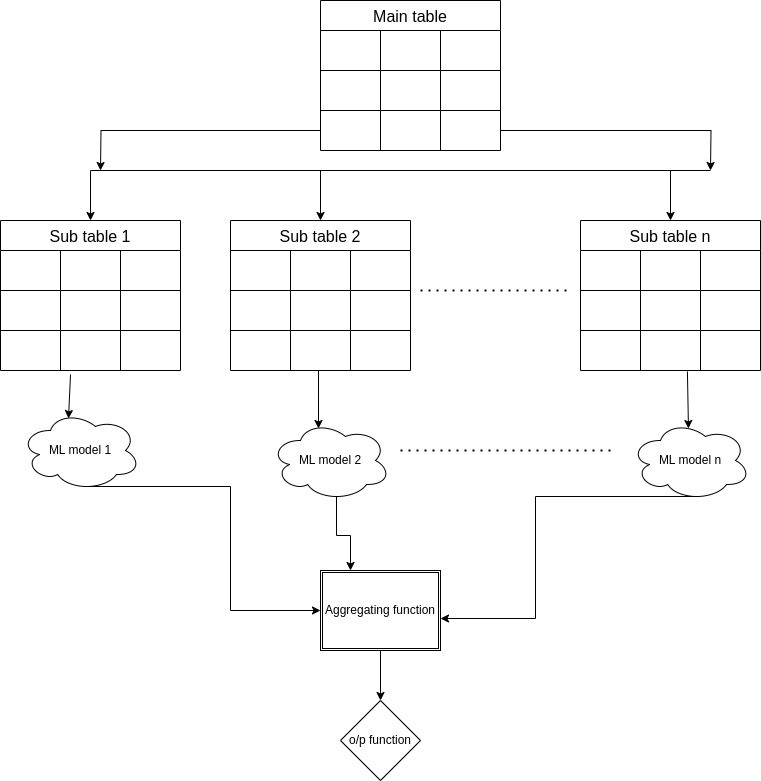 Main table
Sub table 1
Sub table 2
Sub table n
ML model 1
ML model 2
ML model n
Aggregating function
o/p function